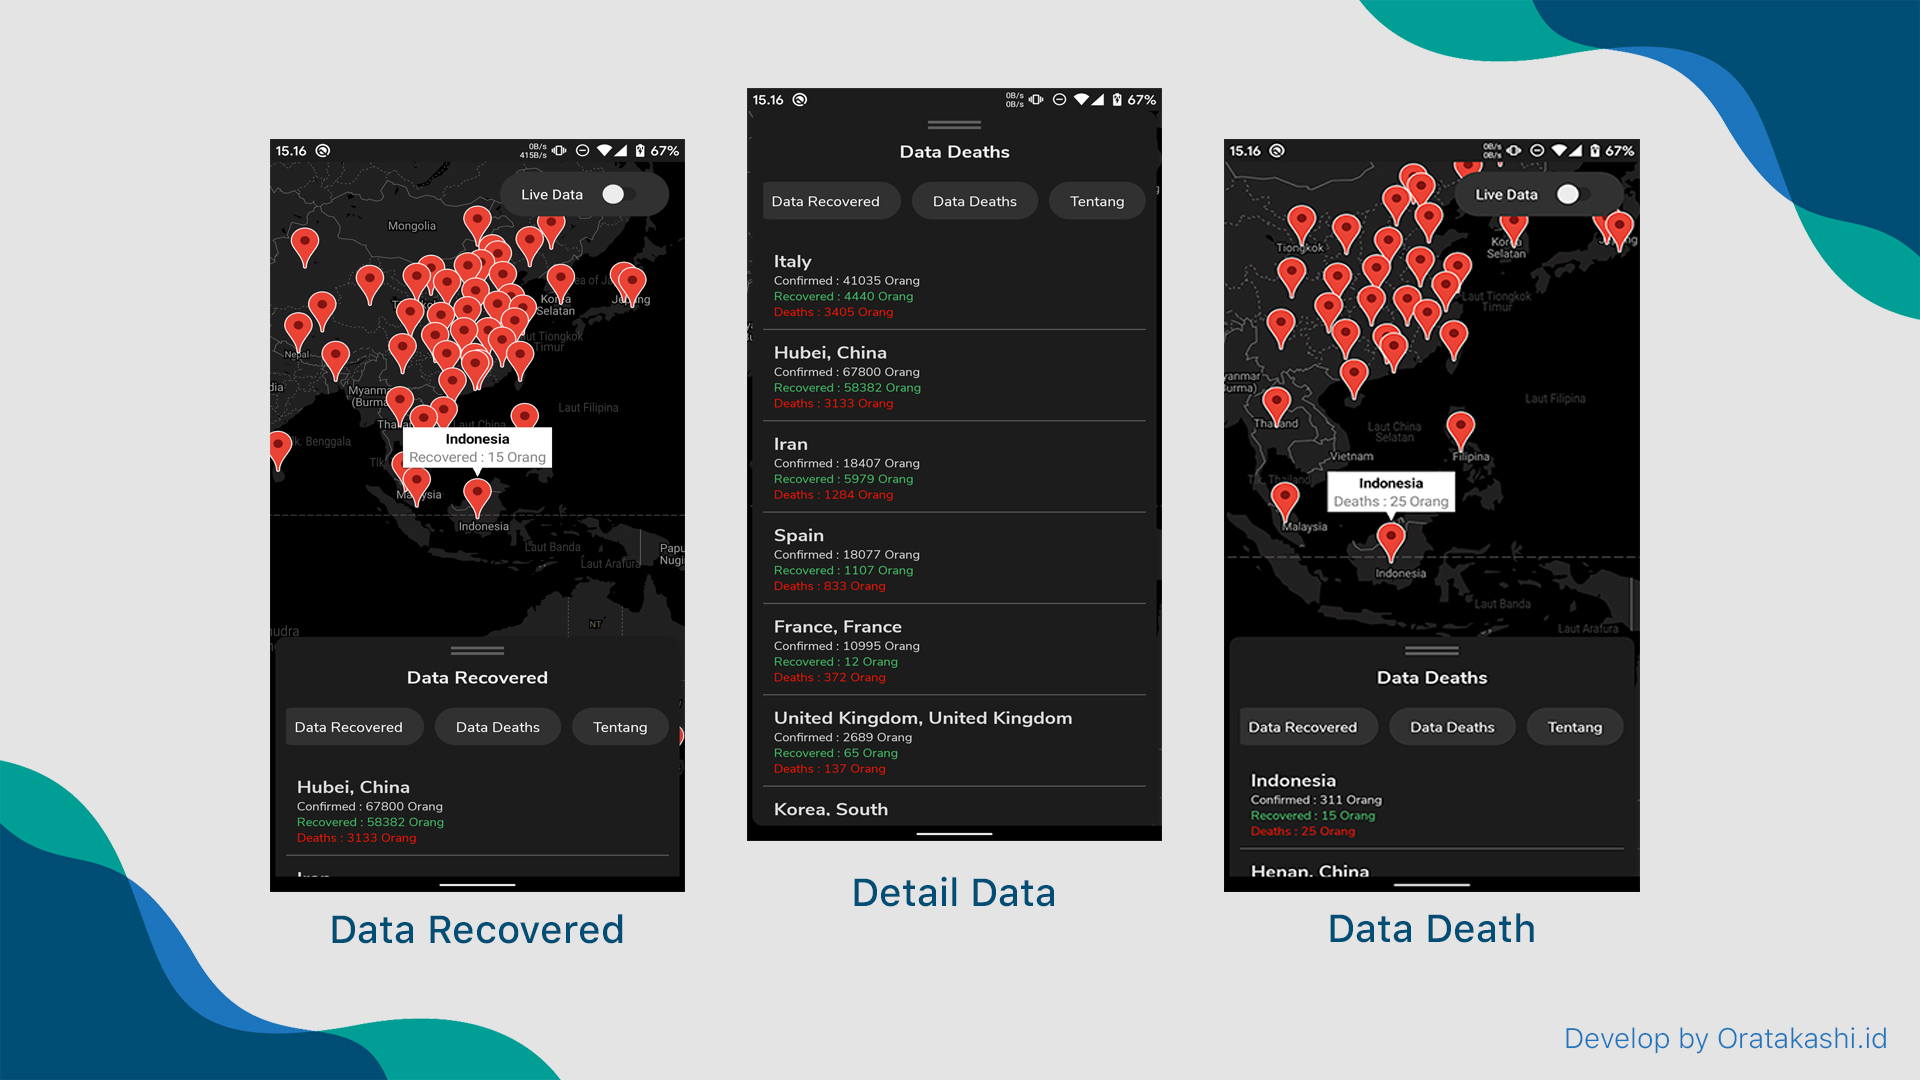 15.16
0B/s
415B/s
67%
Live Data
Mongolia
Korea
Selatan
Jepang
Nepal
Laut Tiongkok
Timur
Myanmar
(Burma)
Laut Filipina
Laut China
Indonesia
Recovered : 15 Orang
Malaysia
Indonesia
Laut Banda
Laut Arafura
NT
Data Recovered
Data Recovered
Data Deaths
Tentang
Hubei, China
Confirmed : 67800 Orang
Recovered : 58382 Orang
Deaths : 3133 Orang
Iran
Data Recovered
15.16
0B/s
0B/s
67%
Data Deaths
Data Recovered
Data Deaths
Tentang
Italy
Confirmed : 41035 Orang
Recovered : 4440 Orang
Deaths : 3405 Orang
Hubei, China
Confirmed : 67800 Orang
Recovered : 58382 Orang
Deaths : 3133 Orang
Iran
Confirmed : 18407 Orang
Recovered : 5979 Orang
Deaths : 1284 Orang
Spain
Confirmed : 18077 Orang
Recovered : 1107 Orang
Deaths : 833 Orang
France, France
Confirmed : 10995 Orang
Recovered : 12 Orang
Deaths : 372 Orang
United Kingdom, United Kingdom
Confirmed : 2689 Orang
Recovered : 65 Orang
Deaths : 137 Orang
Korea, South
Detail Data
15.16
0B/s
0B/s
67%
Live Data
Tiongkok
Korea
Selatan
Laut Tiongkok
Timur
Thailand
Laut Filipina
Laut China
Selatan
Vietnam
Filipina
Indonesia
Deaths : 25 Orang
Malaysia
Indonesia
Laut Banda
Laut Arafura
Data Deaths
Data Recovered
Data Deaths
Tentang
Indonesia
Confirmed : 311 Orang
Recovered : 15 Orang
Deaths : 25 Orang
Henan, China
Data Death
Develop by Oratakashi.id